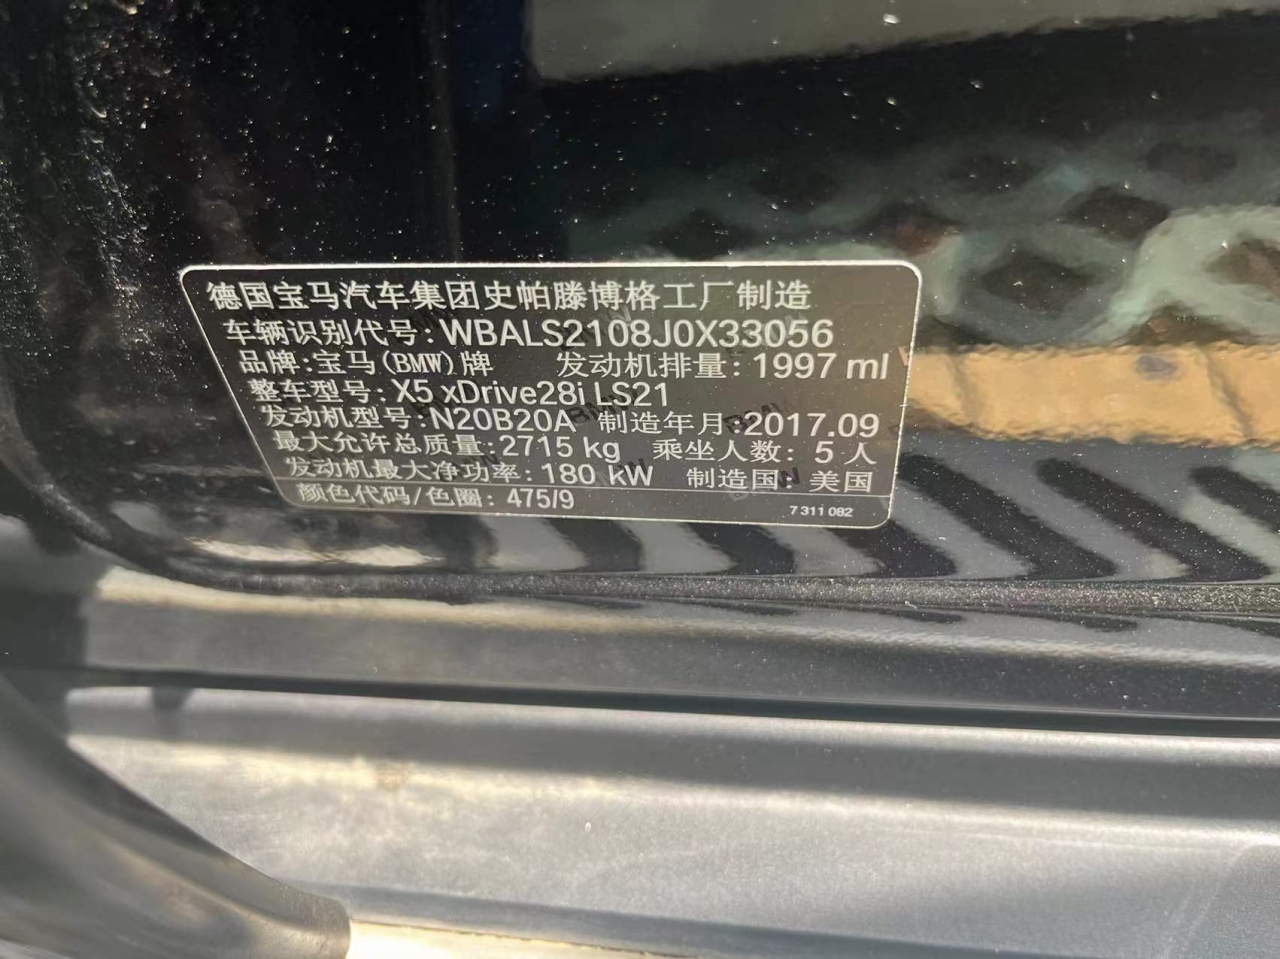 德国宝马汽车集团史帕滕博格工厂制造
车辆识别代号: WBALS2108J0X33056
品牌: 宝马(BMW)牌 发动机排量: 1997 ml
整车型号: X5 xDrive28i LS21
发动机型号: N20B20A 制造年月: 2017.09
最大允许总质量: 2715 kg 乘坐人数: 5 人
发动机最大净功率: 180 kW 制造国: 美国
颜色代码/色圈: 475/9 7 311 082